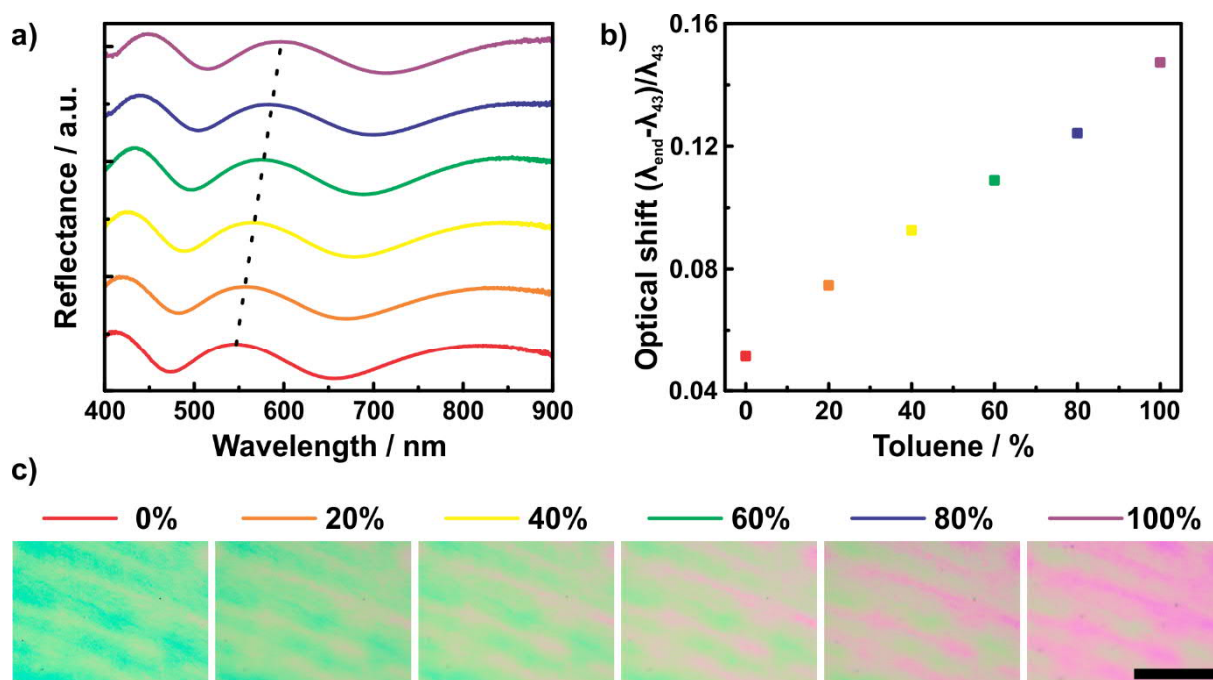 a)
Reflectance / a.u.
400 500 600 700 800 900
Wavelength / nm
b)
Optical shift (λend-λ43)/λ43
0.16
0.12
0.08
0.04
0 20 40 60 80 100
Toluene / %
c)
0% 20% 40% 60% 80% 100%